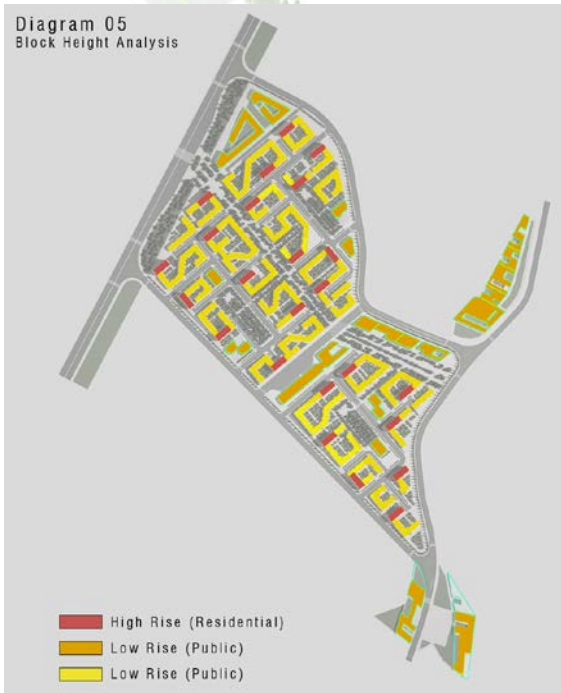 Diagram 05
Block Height Analysis
High Rise (Residential)
Low Rise (Public)
Low Rise (Public)